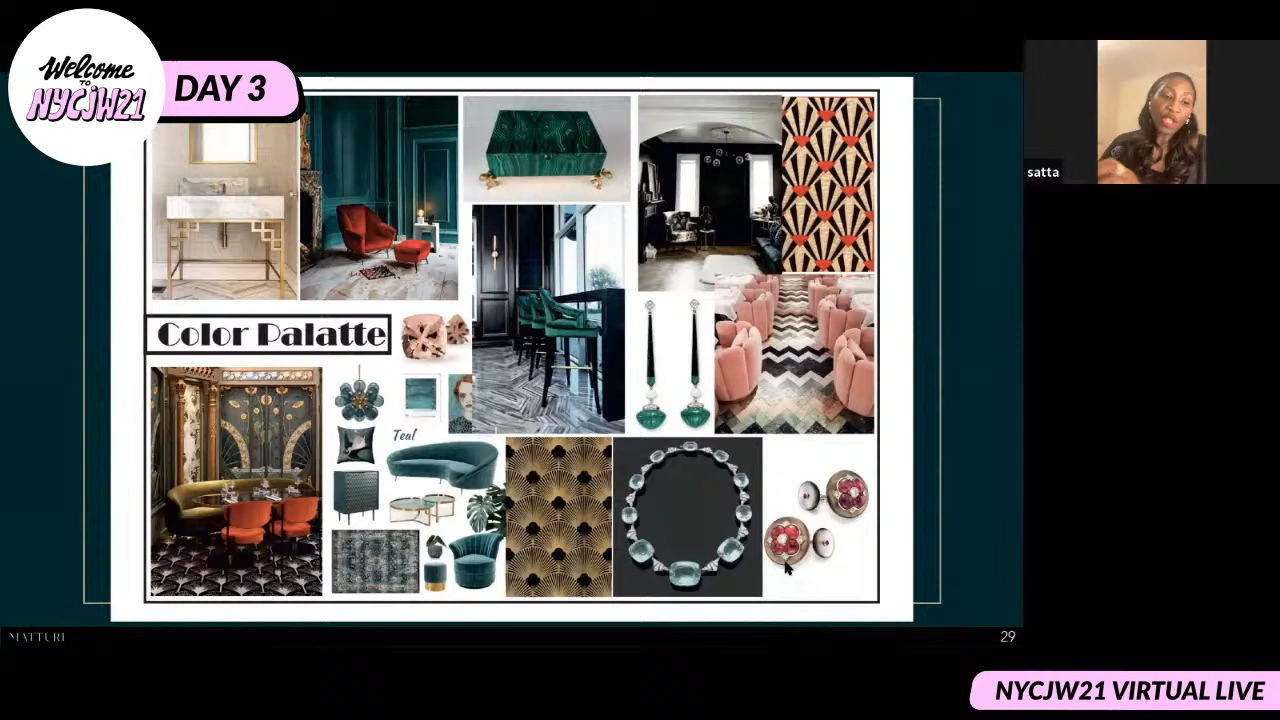 Welcome
TO
NYCJW21
DAY 3
satta
Color Palatte
Teal
MATTURI
29
NYCJW21 VIRTUAL LIVE